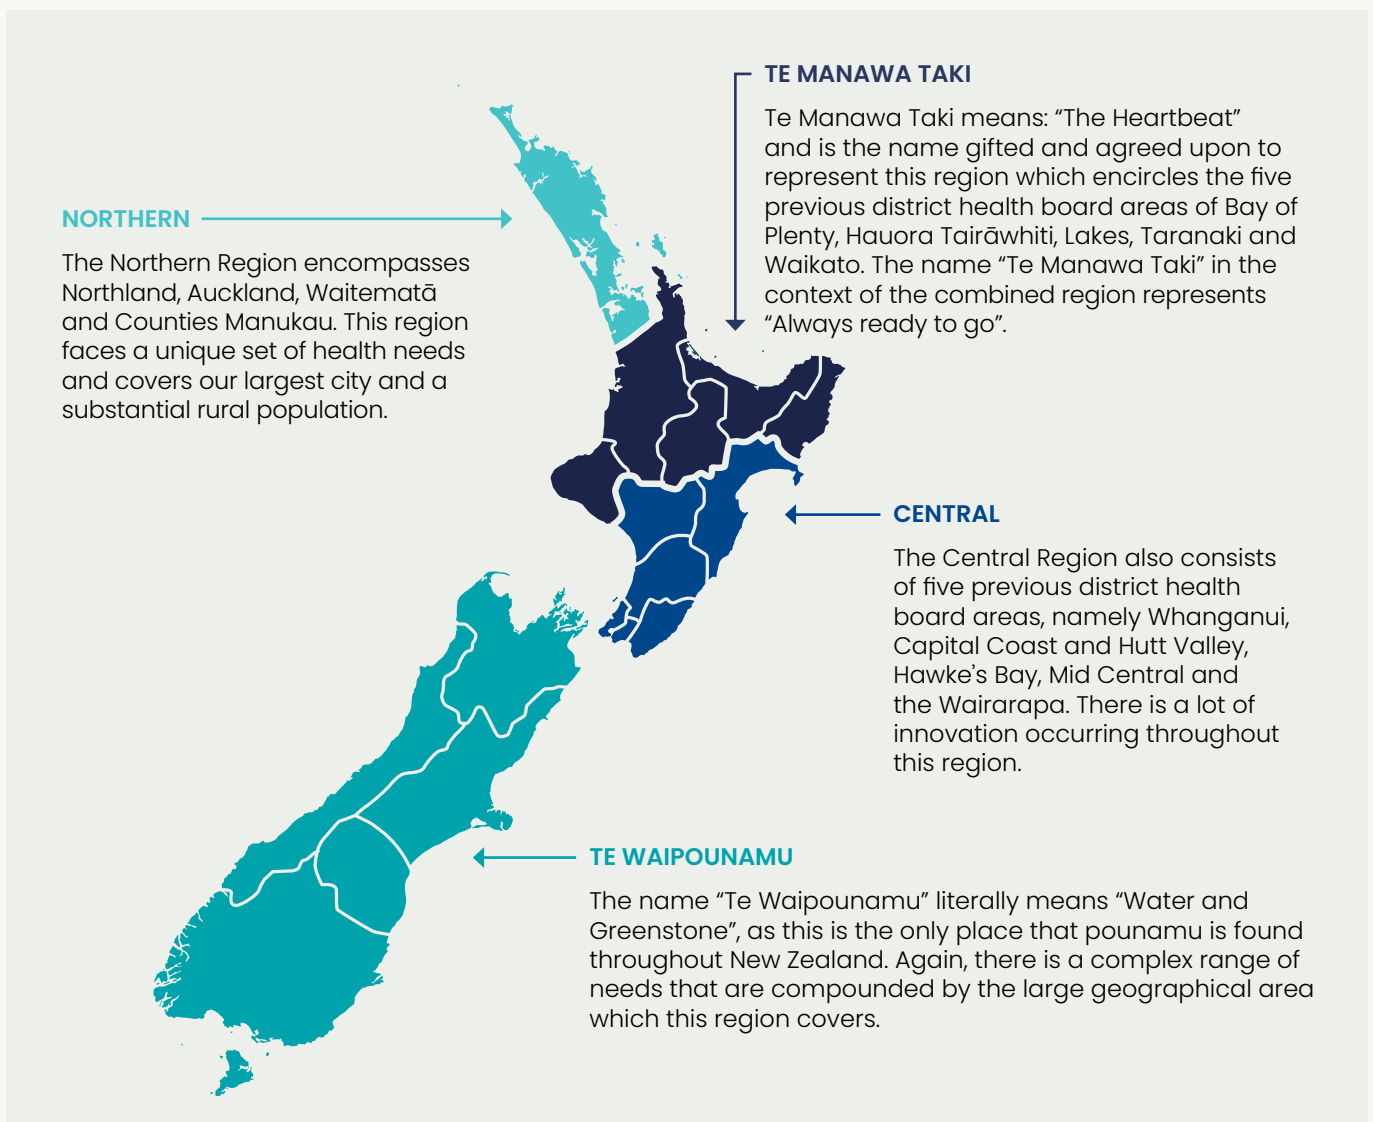 TE MANAWA TAKI
Te Manawa Taki means: “The Heartbeat”
and is the name gifted and agreed upon to
represent this region which encircles the five
previous district health board areas of Bay of
Plenty, Hauora Tairāwhiti, Lakes, Taranaki and
Waikato. The name “Te Manawa Taki” in the
context of the combined region represents
“Always ready to go”.
NORTHERN
The Northern Region encompasses
Northland, Auckland, Waitematā
and Counties Manukau. This region
faces a unique set of health needs
and covers our largest city and a
substantial rural population.
CENTRAL
The Central Region also consists
of five previous district health
board areas, namely Whanganui,
Capital Coast and Hutt Valley,
Hawke’s Bay, Mid Central and
the Wairarapa. There is a lot of
innovation occurring throughout
this region.
TE WAIPOUNAMU
The name “Te Waipounamu” literally means “Water and
Greenstone”, as this is the only place that pounamu is found
throughout New Zealand. Again, there is a complex range of
needs that are compounded by the large geographical area
which this region covers.